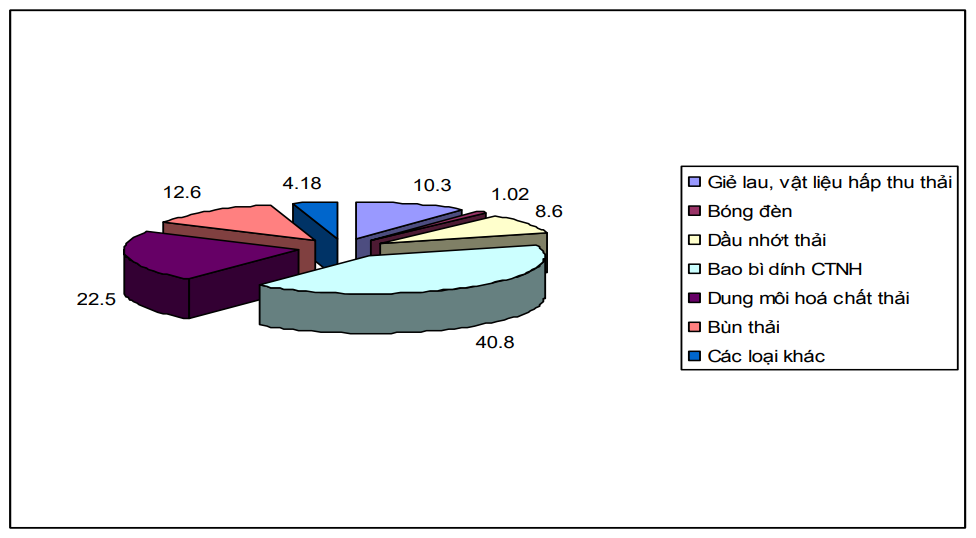 12.6
4.18
10.3
1.02
8.6
22.5
40.8
Giẻ lau, vật liệu hấp thu thải
Bóng đèn
Dầu nhớt thải
Bao bì dính CTNH
Dung môi hoá chất thải
Bùn thải
Các loại khác